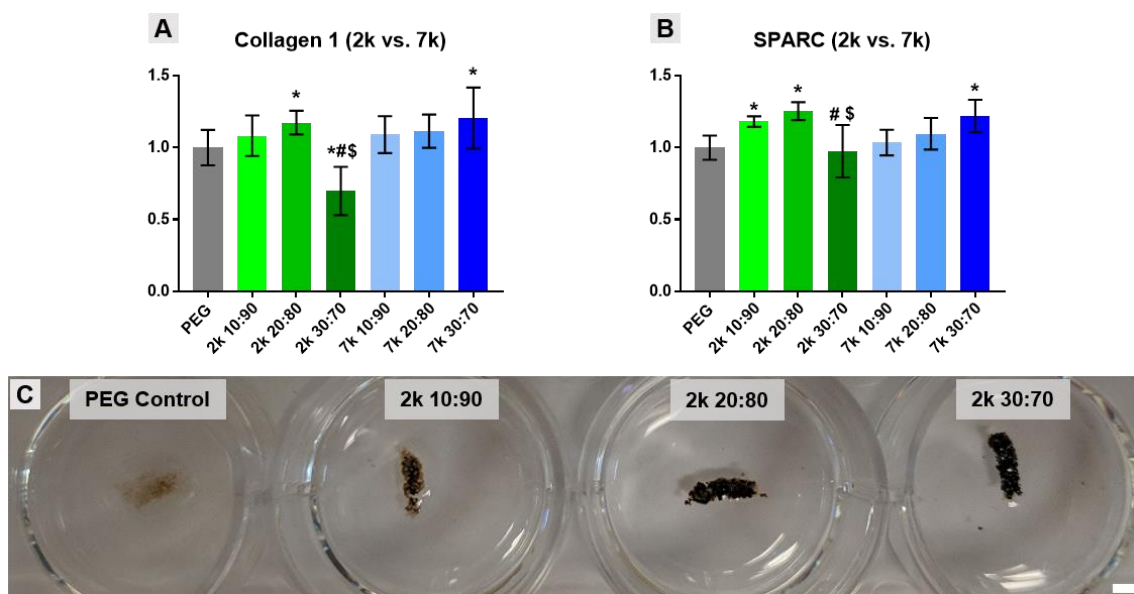 A
Collagen 1 (2k vs. 7k)
1.5
1.0
0.5
0.0
*
*#$
*
PEG
2k 10:90
2k 20:80
2k 30:70
7k 10:90
7k 20:80
7k 30:70
B
SPARC (2k vs. 7k)
1.5
1.0
0.5
0.0
*
*
# $
*
PEG
2k 10:90
2k 20:80
2k 30:70
7k 10:90
7k 20:80
7k 30:70
C
PEG Control
2k 10:90
2k 20:80
2k 30:70